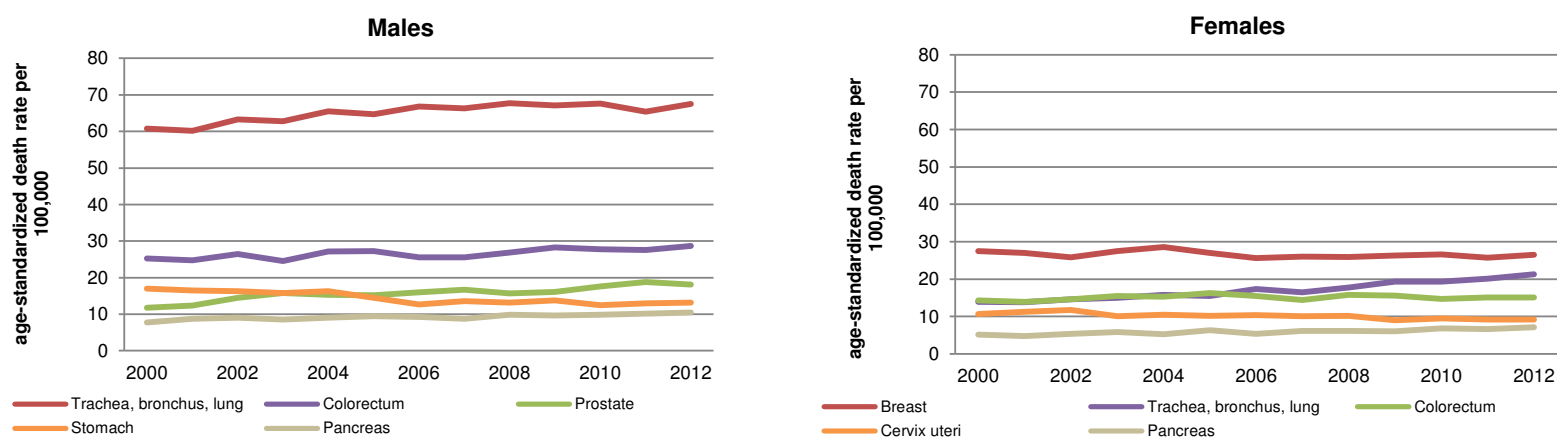 Males
age-standardized death rate per
100,000
80
70
60
50
40
30
20
10
0
2000 2002 2004 2006 2008 2010 2012
Trachea, bronchus, lung Colorectum Prostate
Stomach Pancreas
Females
age-standardized death rate per
100,000
80
70
60
50
40
30
20
10
0
2000 2002 2004 2006 2008 2010 2012
Breast Trachea, bronchus, lung Colorectum
Cervix uteri Pancreas